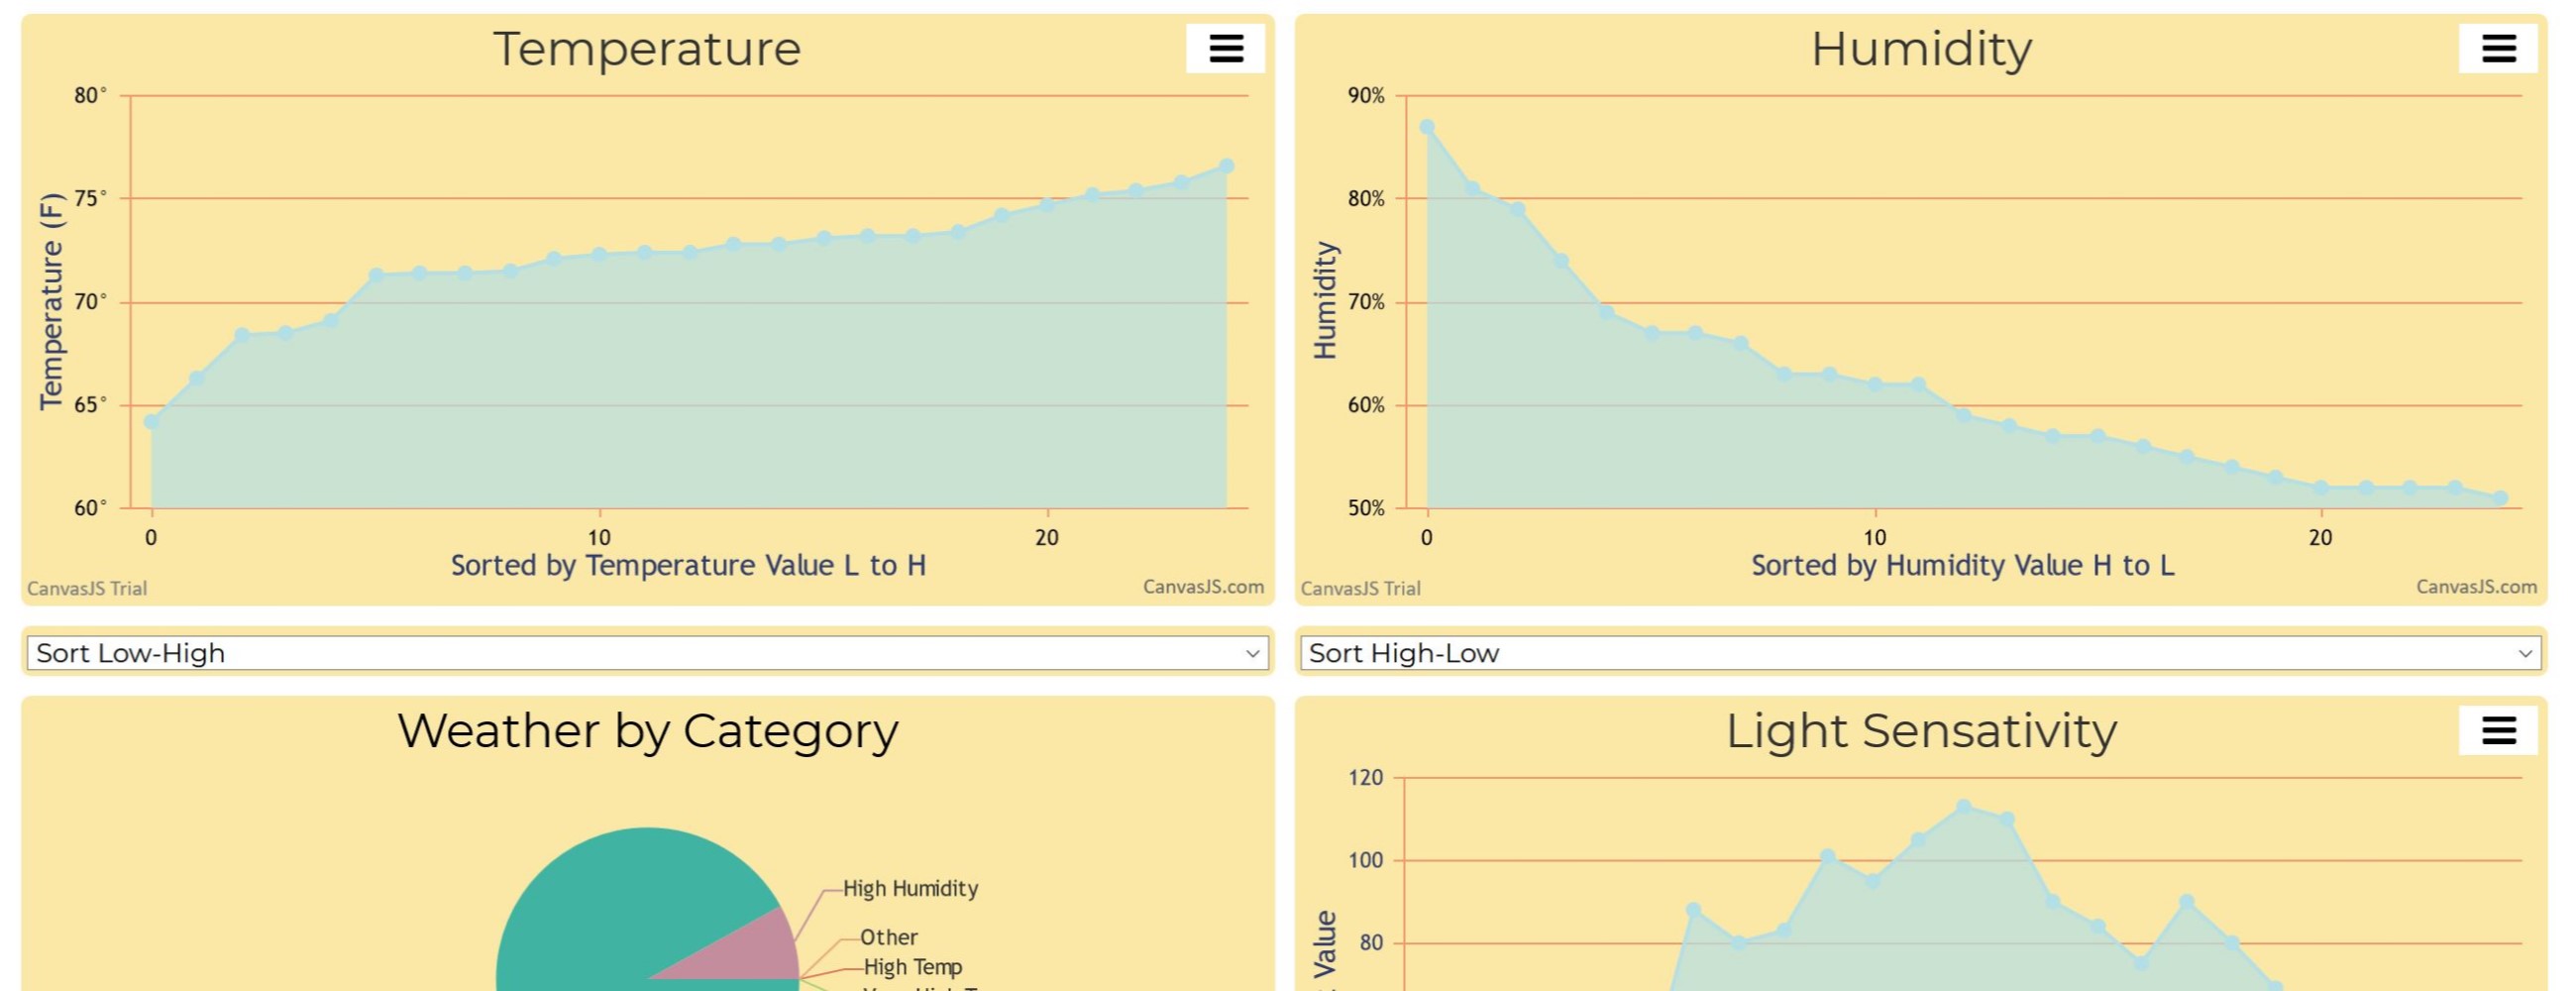 Temperature
80°
75°
70°
65°
60°
Temperature (F)
0 10 20
Sorted by Temperature Value L to H
CanvasJS Trial
CanvasJS.com
Humidity
90%
80%
70%
60%
50%
Humidity
0 10 20
Sorted by Humidity Value H to L
CanvasJS Trial
CanvasJS.com
Sort Low-High
Sort High-Low
Weather by Category
High Humidity
Other
High Temp
Light Sensativity
120
100
80
Value